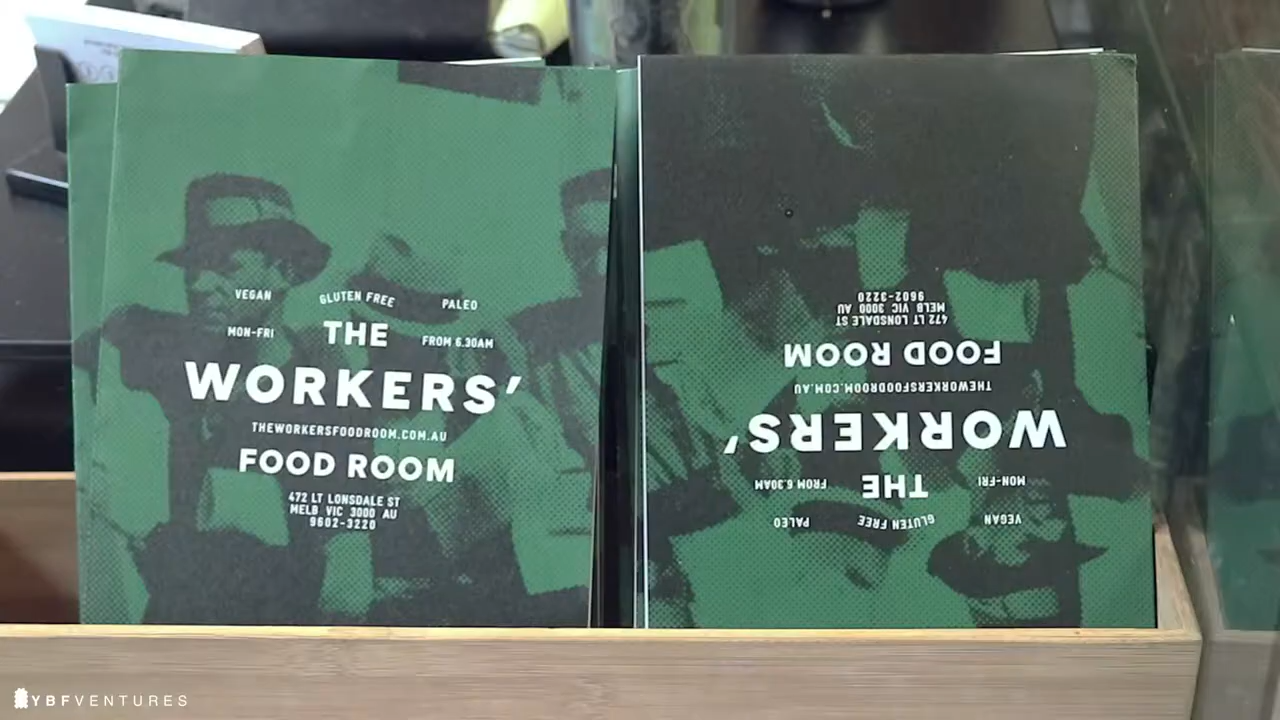 VEGAN GLUTEN FREE PALEO
MON-FRI THE FROM 6.30AM
WORKERS'
THEWORKERSFOODROOM.COM.AU
FOOD ROOM
472 LT LONSDALE ST
MELB VIC 3000 AU
9602-3220
VEGAN GLUTEN FREE PALEO
MON-FRI THE FROM 6.30AM
WORKERS'
THEWORKERSFOODROOM.COM.AU
FOOD ROOM
472 LT LONSDALE ST
MELB VIC 3000 AU
9602-3220
YBFVENTURES